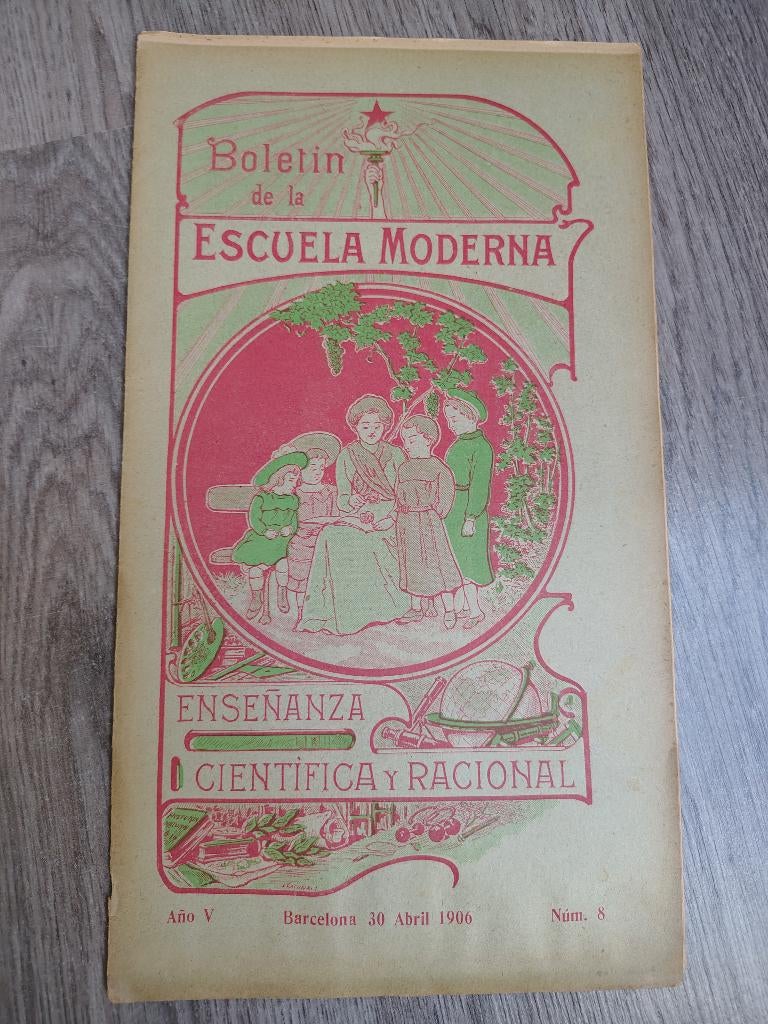 Boletin
de la
ESCUELA MODERNA
ENSEÑANZA
CIENTÍFICA Y RACIONAL
Año V Barcelona 30 Abril 1906 Núm. 8